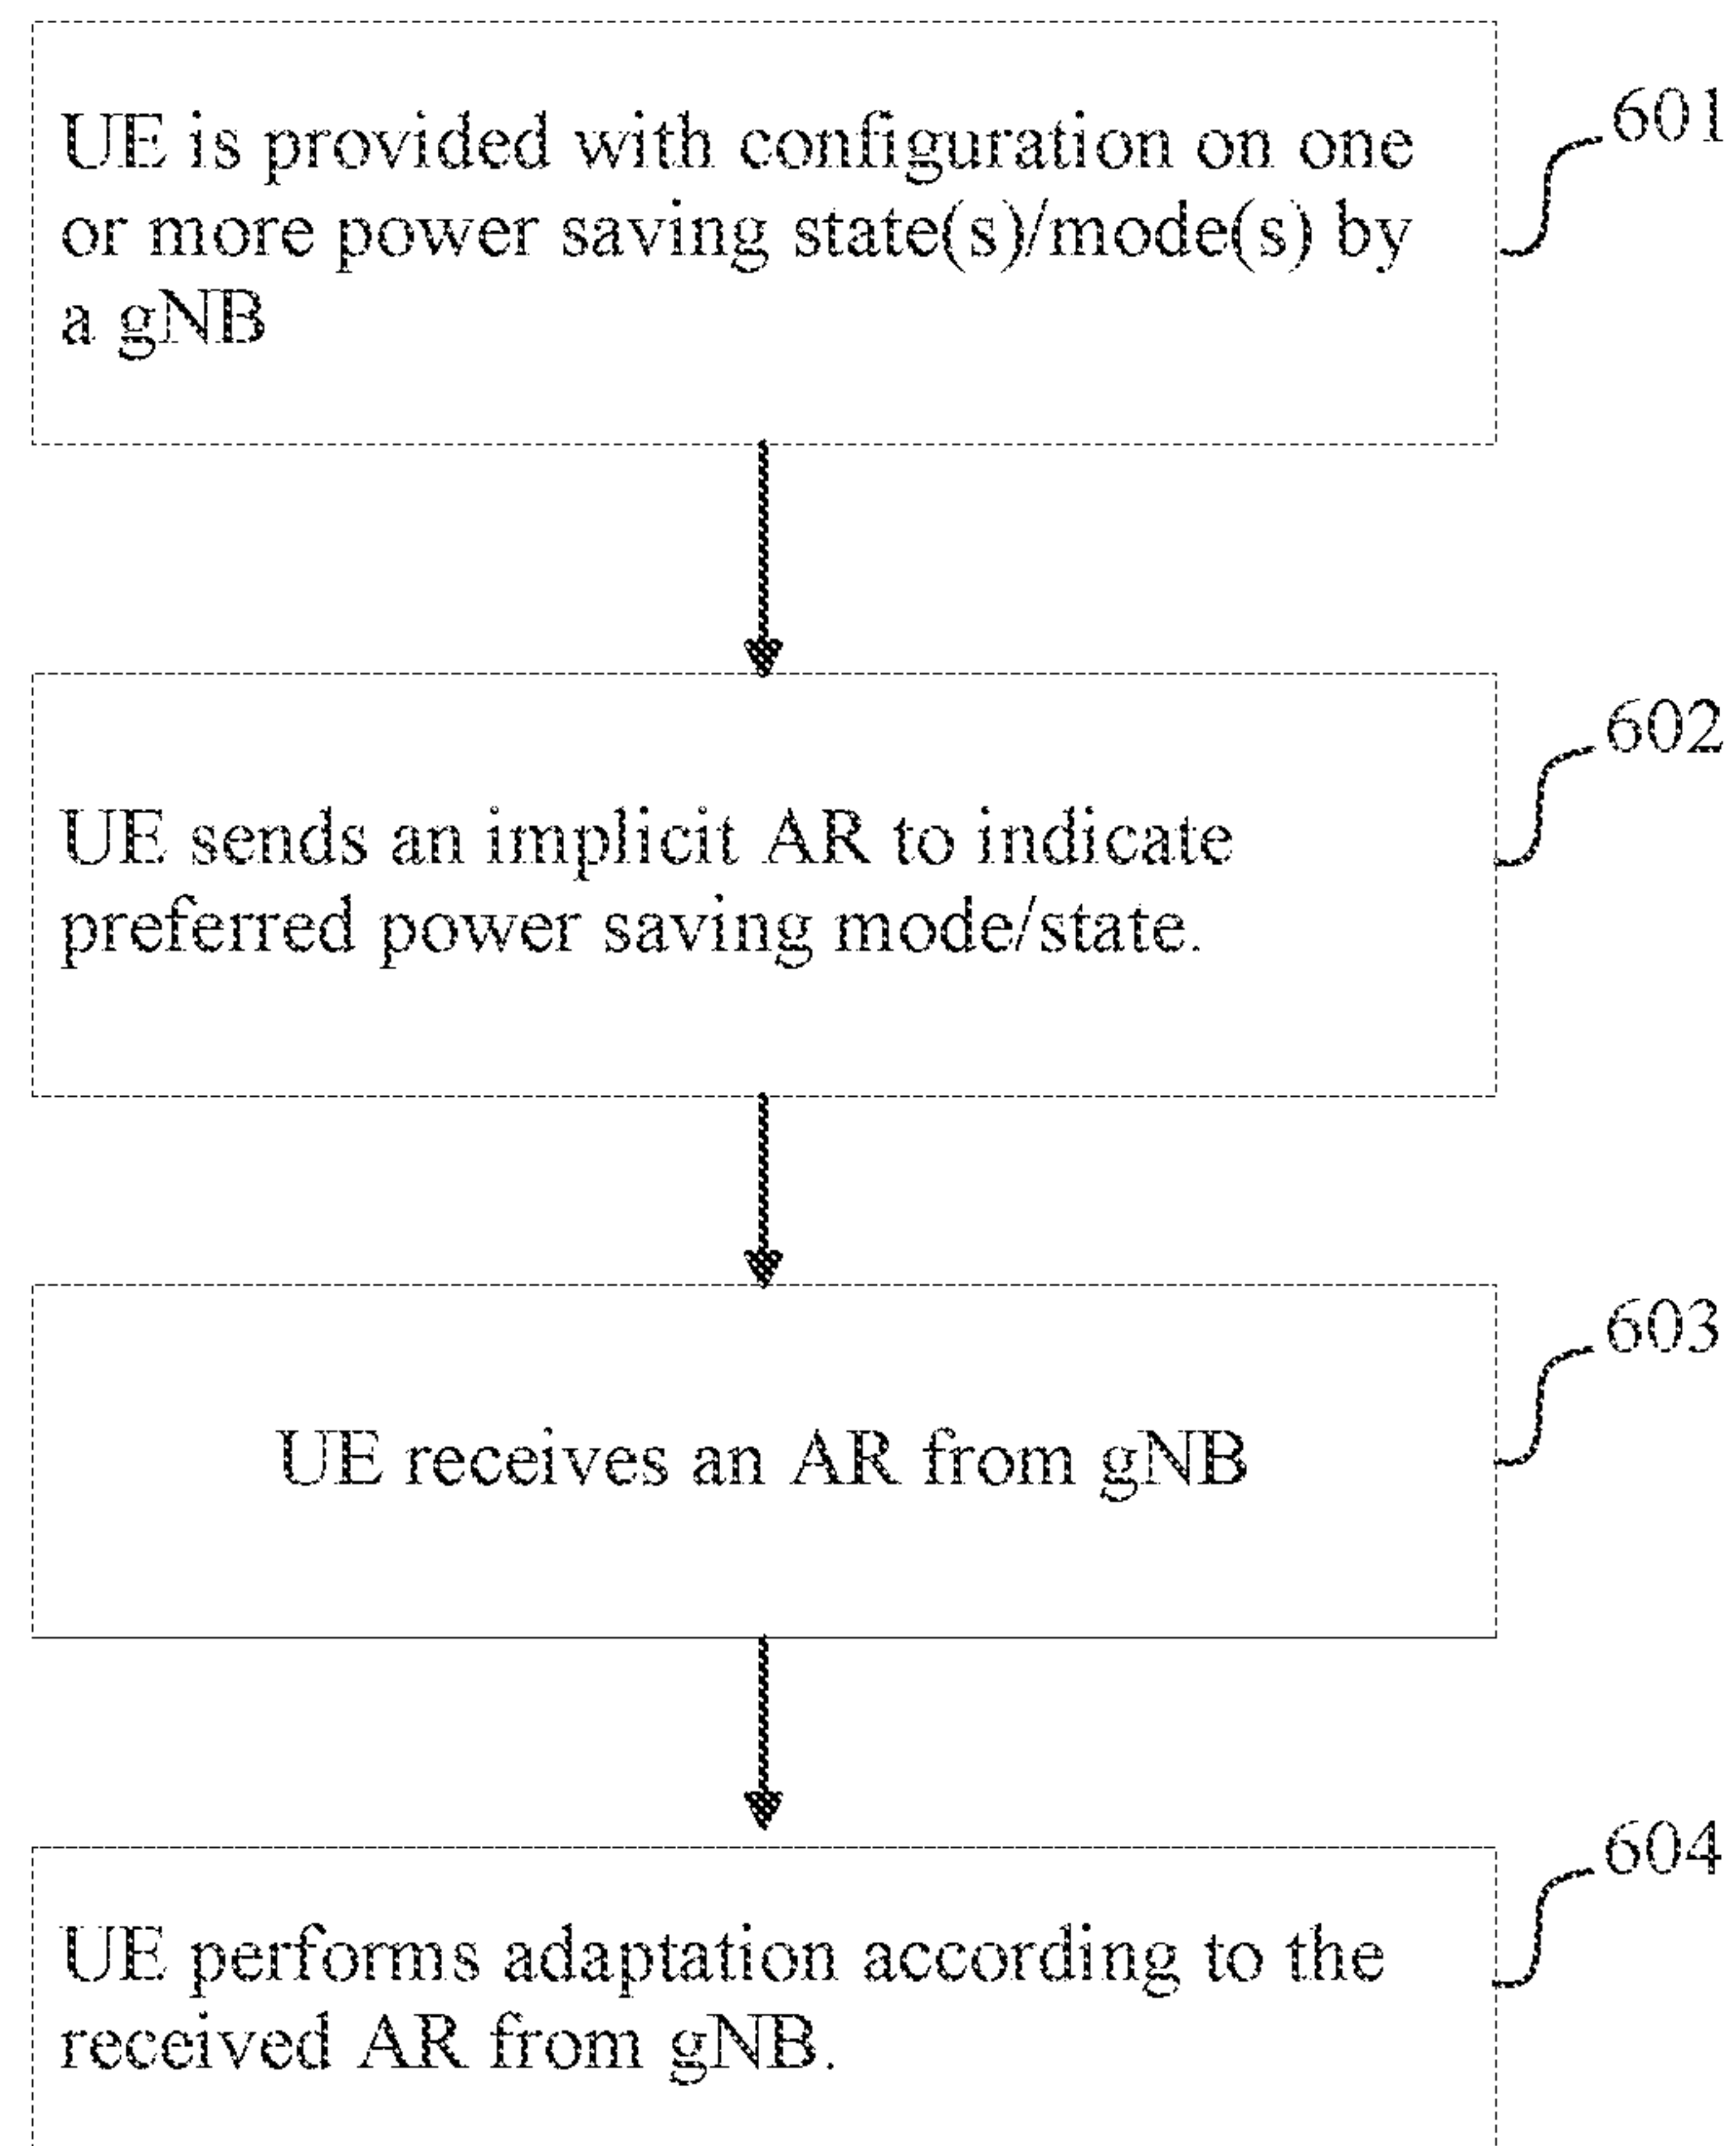 UE is provided with configuration on one
or more power saving state(s)/mode(s) by
a gNB
601
UE sends an implicit AR to indicate
preferred power saving mode/state.
602
UE receives an AR from gNB
603
UE performs adaptation according to the
received AR from gNB.
604